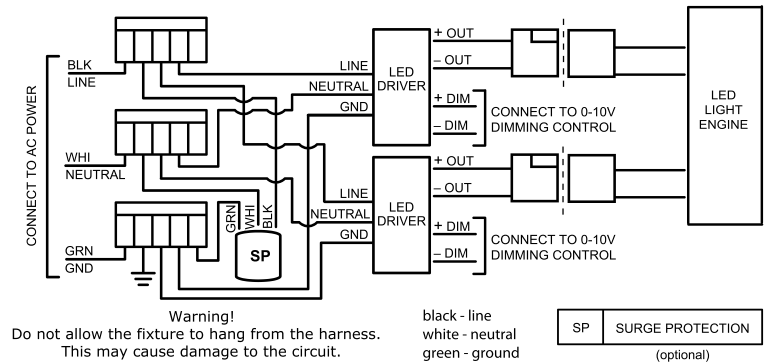 CONNECT TO AC POWER
BLK
LINE
WHI
NEUTRAL
GRN
GND
GRN
WHI
BLK
SP
LINE
NEUTRAL
GND
LED
DRIVER
+ OUT
– OUT
+ DIM
– DIM
CONNECT TO 0-10V
DIMMING CONTROL
LINE
NEUTRAL
GND
LED
DRIVER
+ OUT
– OUT
+ DIM
– DIM
CONNECT TO 0-10V
DIMMING CONTROL
LED
LIGHT
ENGINE
Warning!
Do not allow the fixture to hang from the harness.
This may cause damage to the circuit.
black - line
white - neutral
green - ground
SP SURGE PROTECTION
(optional)